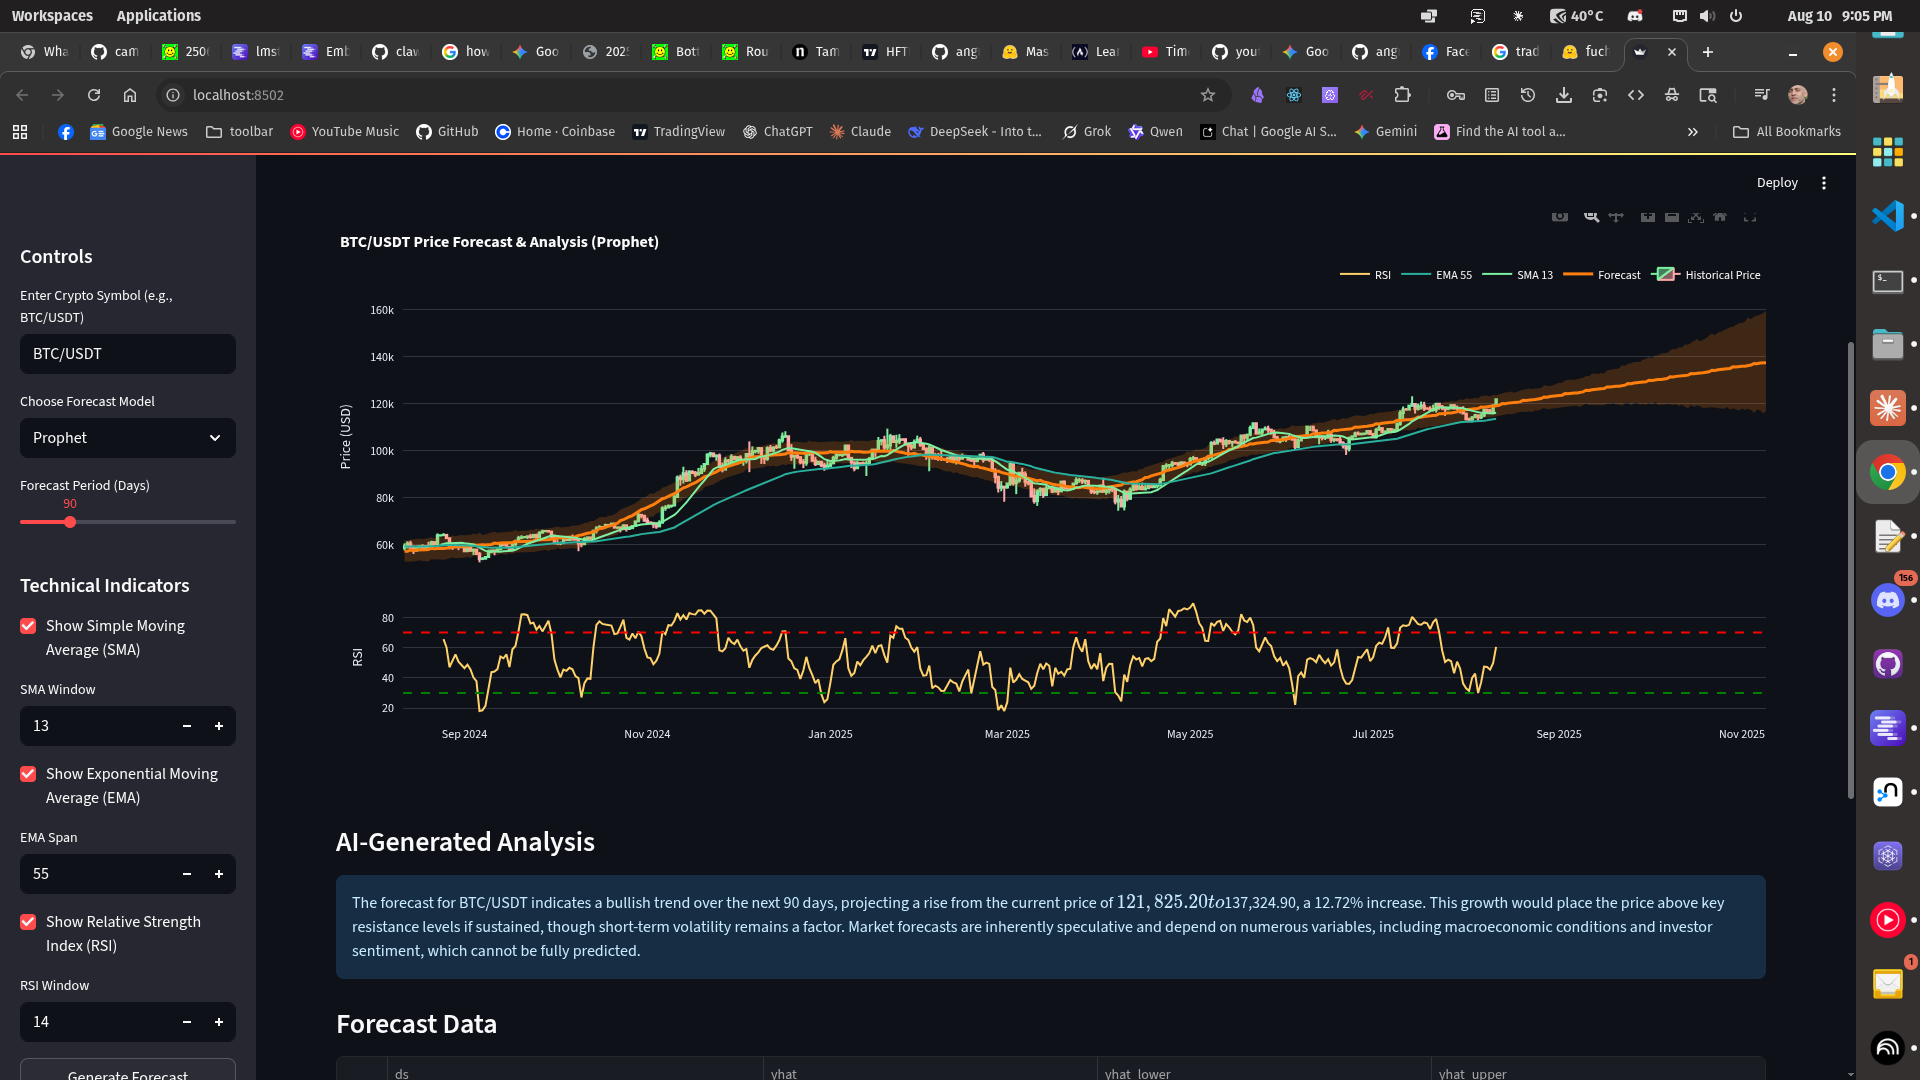 Workspaces Applications 40°C Aug 10 9:05 PM
Wha cam 250 lms Emb clav how Goo 202 Bot Rou Tam HFT ang Mas Lea Tim you Goo ang Face trad fuch
localhost:8502
Google News toolbar YouTube Music GitHub Home · Coinbase TradingView ChatGPT Claude DeepSeek - Into t... Grok Qwen Chat | Google AI S... Gemini Find the AI tool a... » All Bookmarks
Deploy
Controls
Enter Crypto Symbol (e.g.,
BTC/USDT)
BTC/USDT
Choose Forecast Model
Prophet
Forecast Period (Days)
90
Technical Indicators
Show Simple Moving
Average (SMA)
SMA Window
13
Show Exponential Moving
Average (EMA)
EMA Span
55
Show Relative Strength
Index (RSI)
RSI Window
14
Generate Forecast
BTC/USDT Price Forecast & Analysis (Prophet)
RSI EMA 55 SMA 13 Forecast Historical Price
Price (USD)
160k
140k
120k
100k
80k
60k
RSI
80
60
40
20
Sep 2024 Nov 2024 Jan 2025 Mar 2025 May 2025 Jul 2025 Sep 2025 Nov 2025
AI-Generated Analysis
The forecast for BTC/USDT indicates a bullish trend over the next 90 days, projecting a rise from the current price of 121,825.20to137,324.90, a 12.72% increase. This growth would place the price above key
resistance levels if sustained, though short-term volatility remains a factor. Market forecasts are inherently speculative and depend on numerous variables, including macroeconomic conditions and investor
sentiment, which cannot be fully predicted.
Forecast Data
ds yhat yhat_lower yhat_upper
156
1